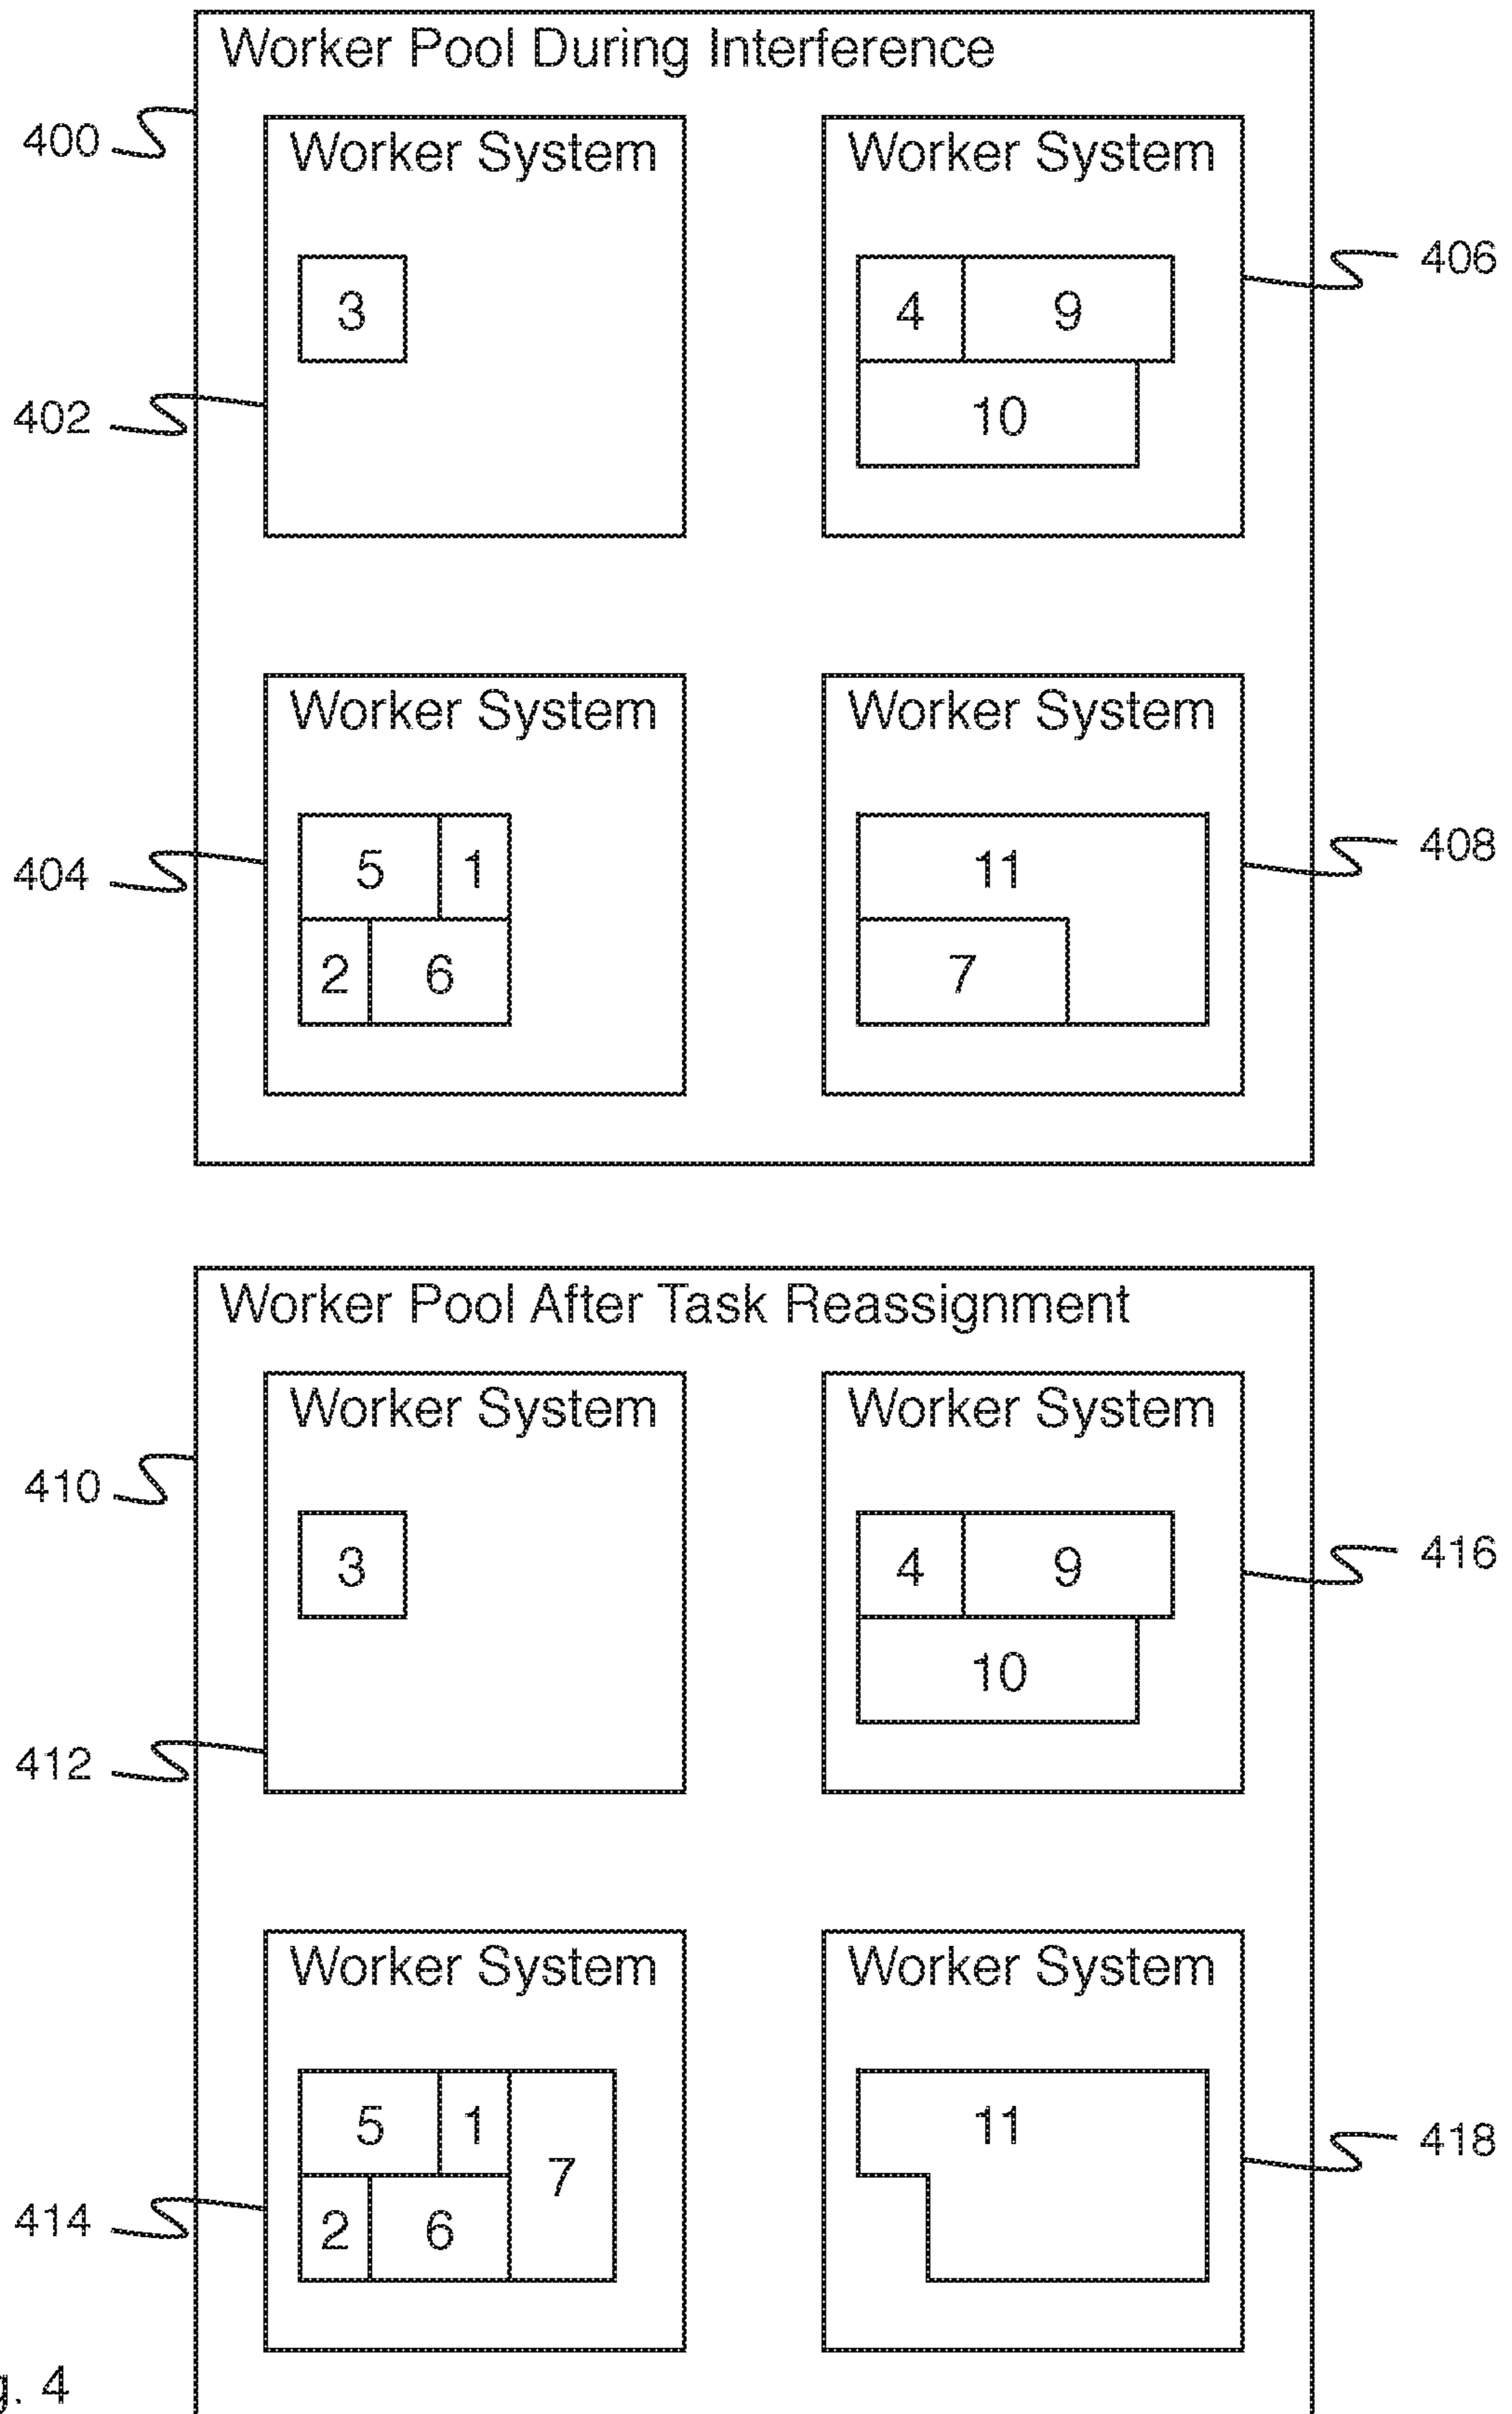 Worker Pool During Interference
400
Worker System
3
402
Worker System
4 9
10
406
Worker System
5 1
2 6
404
Worker System
11
7
408
Worker Pool After Task Reassignment
410
Worker System
3
412
Worker System
4 9
10
416
Worker System
5 1
7
2 6
414
Worker System
11
418
g. 4